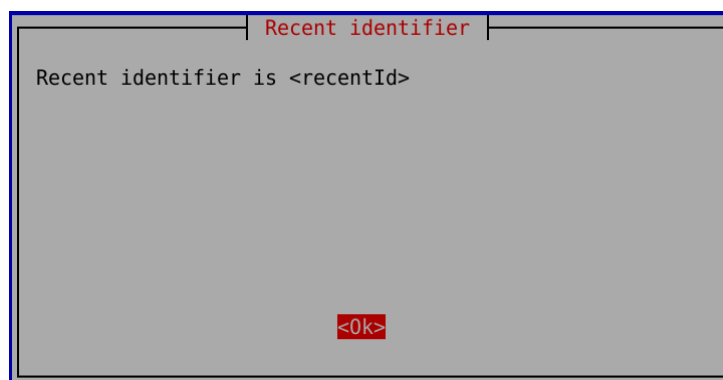 Recent identifier
Recent identifier is <recentId>
<Ok>